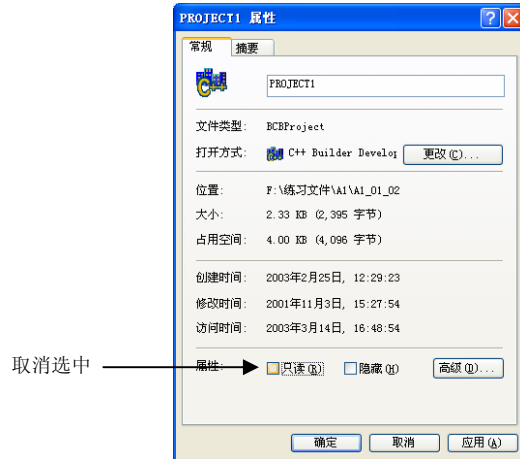 PROJECT1 属性
常规 摘要
PROJECT1
文件类型: BCBProject
打开方式: C++ Builder Develop 更改(C)...
位置: F:\练习文件\A1\A1_01_02
大小: 2.33 KB (2,395 字节)
占用空间: 4.00 KB (4,096 字节)
创建时间: 2003年2月25日, 12:29:23
修改时间: 2001年11月3日, 15:27:54
访问时间: 2003年3月14日, 16:48:54
取消选中 属性: 只读(R) 隐藏(H) 高级(D)...
确定 取消 应用(A)